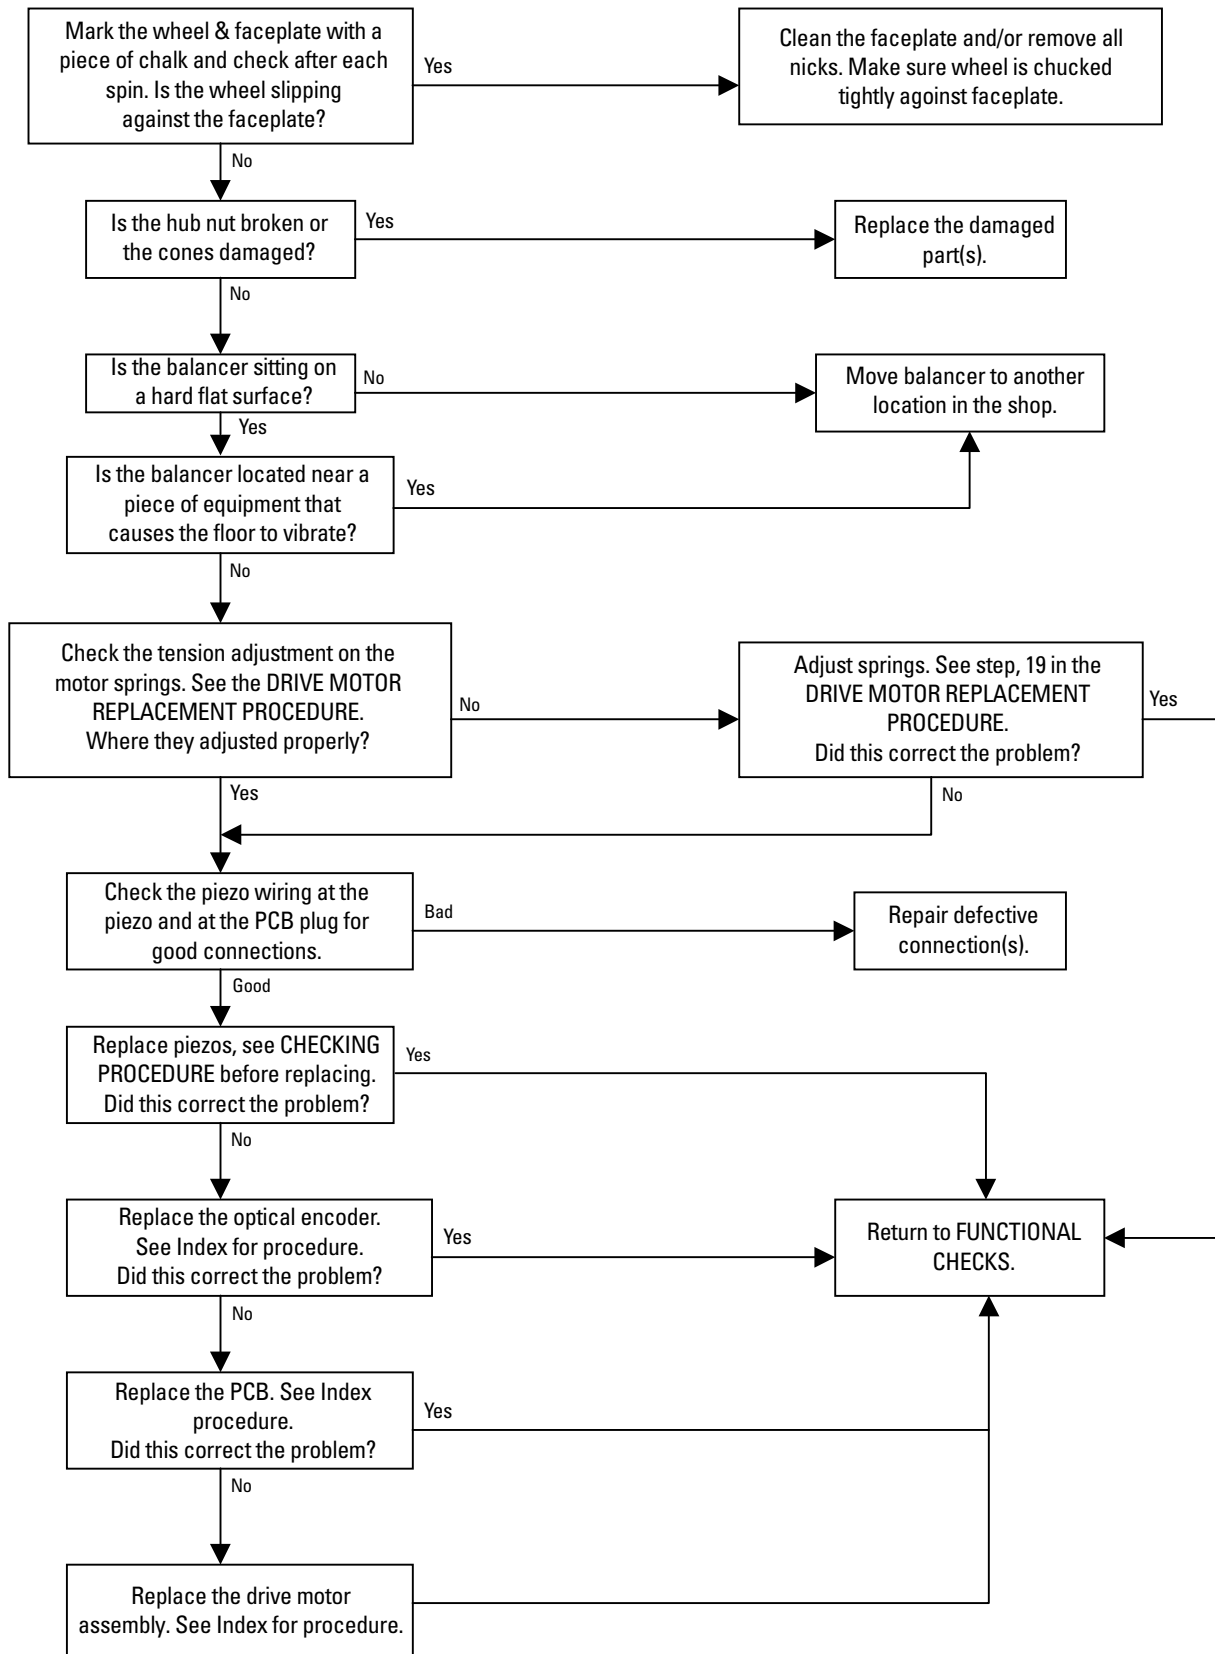 Mark the wheel & faceplate with a
piece of chalk and check after each
spin. Is the wheel slipping
against the faceplate?
Yes
Clean the faceplate and/or remove all
nicks. Make sure wheel is chucked
tightly against faceplate.
No
Is the hub nut broken or
the cones damaged?
Yes
Replace the damaged
part(s).
No
Is the balancer sitting on
a hard flat surface?
No
Move balancer to another
location in the shop.
Yes
Is the balancer located near a
piece of equipment that
causes the floor to vibrate?
Yes
No
Check the tension adjustment on the
motor springs. See the DRIVE MOTOR
REPLACEMENT PROCEDURE.
Where they adjusted properly?
No
Adjust springs. See step, 19 in the
DRIVE MOTOR REPLACEMENT
PROCEDURE.
Did this correct the problem?
Yes
Yes
No
Check the piezo wiring at the
piezo and at the PCB plug for
good connections.
Bad
Repair defective
connection(s).
Good
Replace piezos, see CHECKING
PROCEDURE before replacing.
Did this correct the problem?
Yes
No
Replace the optical encoder.
See Index for procedure.
Did this correct the problem?
Yes
Return to FUNCTIONAL
CHECKS.
No
Replace the PCB. See Index
procedure.
Did this correct the problem?
Yes
No
Replace the drive motor
assembly. See Index for procedure.